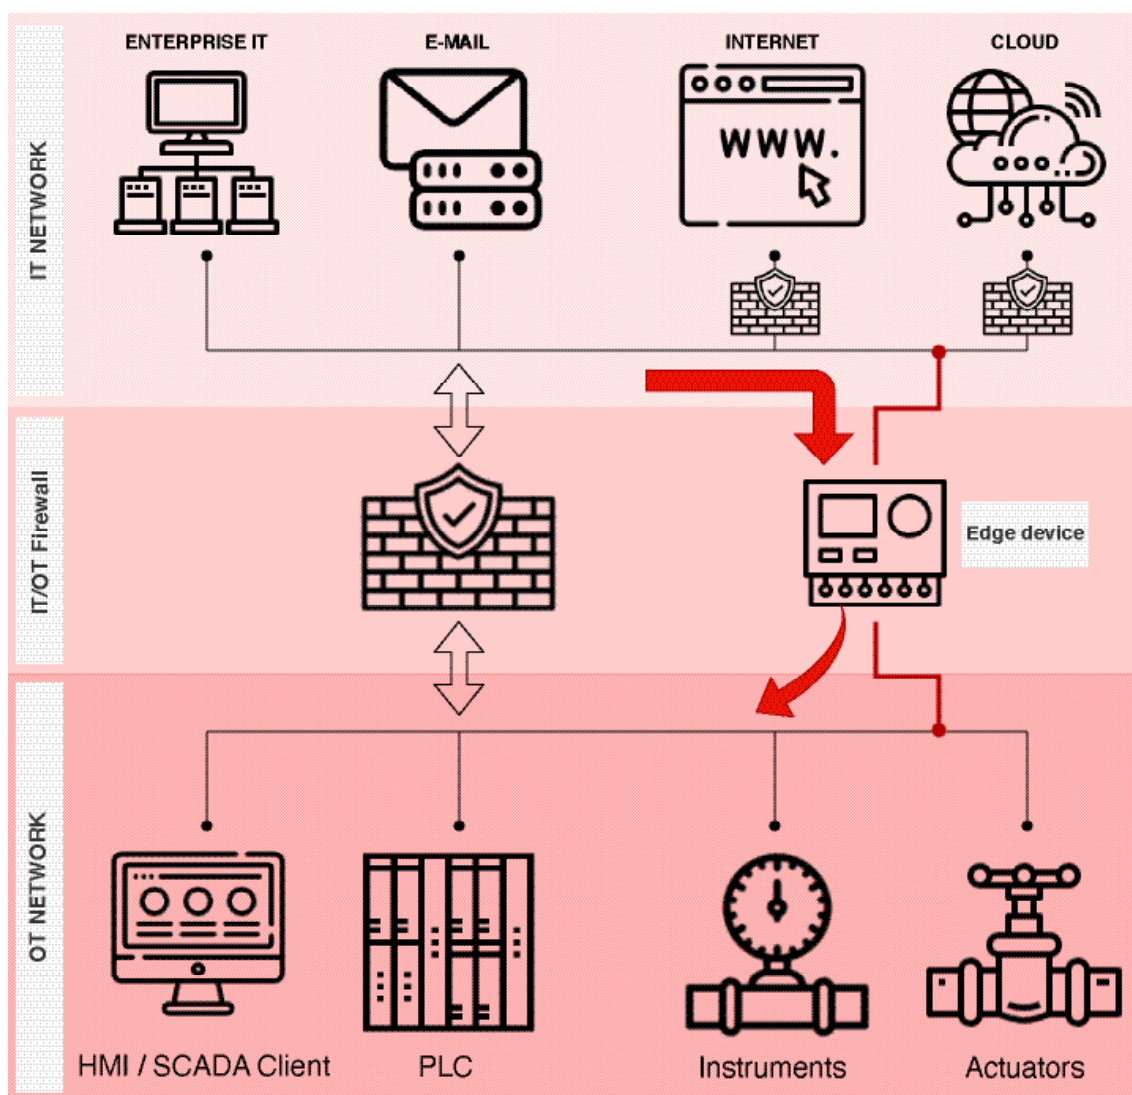 ENTERPRISE IT
E-MAIL
INTERNET
CLOUD
WWW.
IT NETWORK
IT/OT Firewall
Edge device
OT NETWORK
HMI / SCADA Client
PLC
Instruments
Actuators